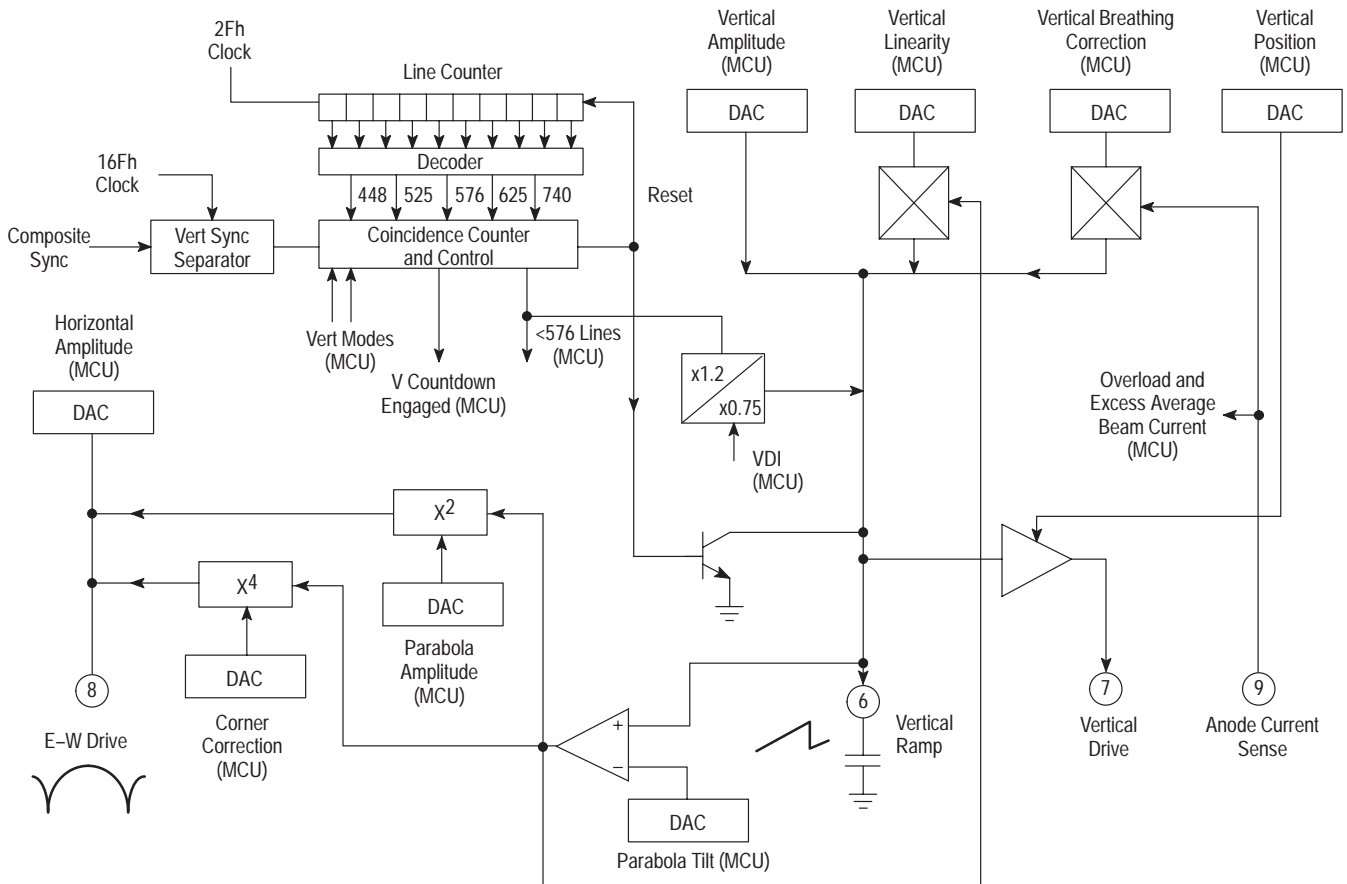 2Fh
Clock
Line Counter
Vertical
Amplitude
(MCU)
Vertical
Linearity
(MCU)
Vertical Breathing
Correction
(MCU)
Vertical
Position
(MCU)
DAC
DAC
DAC
DAC
Decoder
16Fh
Clock
448
525
576
625
740
Reset
Composite
Sync
Vert Sync
Separator
Coincidence Counter
and Control
Vert Modes
(MCU)
<576 Lines
(MCU)
V Countdown
Engaged (MCU)
x1.2
x0.75
VDI
(MCU)
Overload and
Excess Average
Beam Current
(MCU)
Horizontal
Amplitude
(MCU)
DAC
X2
X4
DAC
Parabola
Amplitude
(MCU)
DAC
Corner
Correction
(MCU)
8
E–W Drive
+
–
6
Vertical
Ramp
7
Vertical
Drive
9
Anode Current
Sense
DAC
Parabola Tilt (MCU)